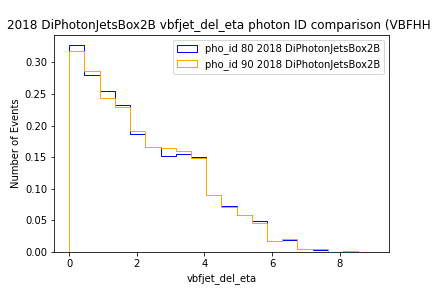 2018 DiPhotonJetsBox2B vbfjet_del_eta photon ID comparison (VBFHH
pho_id 80 2018 DiPhotonJetsBox2B
pho_id 90 2018 DiPhotonJetsBox2B
Number of Events
0.30
0.25
0.20
0.15
0.10
0.05
0.00
0 2 4 6 8
vbfjet_del_eta